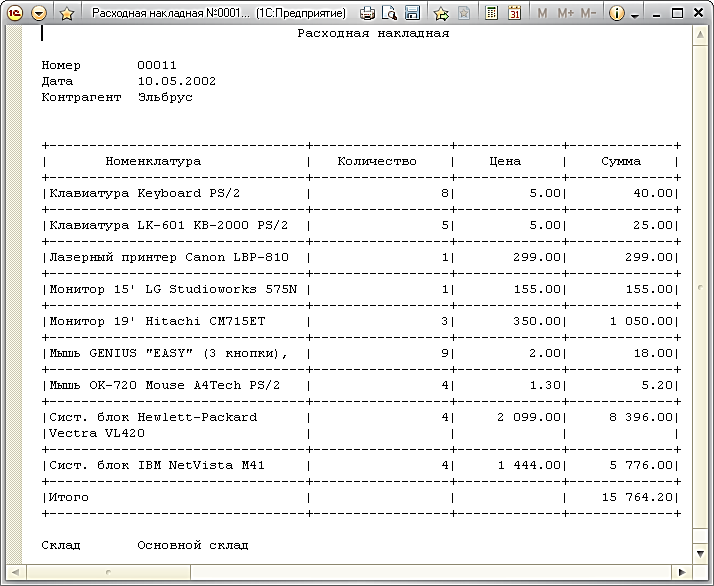 Расходная накладная №0001... (1С:Предприятие)
M M+ M-
Расходная накладная
Номер 00011
Дата 10.05.2002
Контрагент Эльбрус
Номенклатура | Количество | Цена | Сумма
Клавиатура Keyboard PS/2 | 8 | 5.00 | 40.00
Клавиатура LK-601 KB-2000 PS/2 | 5 | 5.00 | 25.00
Лазерный принтер Canon LBP-810 | 1 | 299.00 | 299.00
Монитор 15' LG Studioworks 575N | 1 | 155.00 | 155.00
Монитор 19' Hitachi CM715ET | 3 | 350.00 | 1 050.00
Мышь GENIUS "EASY" (3 кнопки), | 9 | 2.00 | 18.00
Мышь OK-720 Mouse A4Tech PS/2 | 4 | 1.30 | 5.20
Сист. блок Hewlett-Packard | 4 | 2 099.00 | 8 396.00
Vectra VL420
Сист. блок IBM NetVista M41 | 4 | 1 444.00 | 5 776.00
Итого | | | 15 764.20
Склад Основной склад